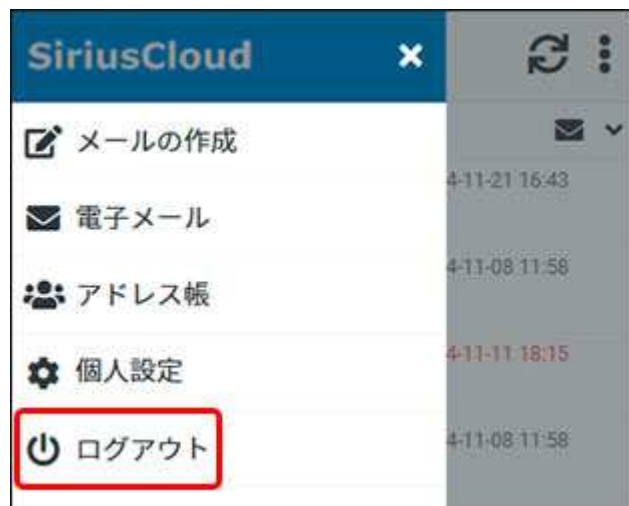 SiriusCloud
メールの作成
4-11-21 16:43
電子メール
4-11-08 11:58
アドレス帳
4-11-11 18:15
個人設定
4-11-08 11:58
ログアウト